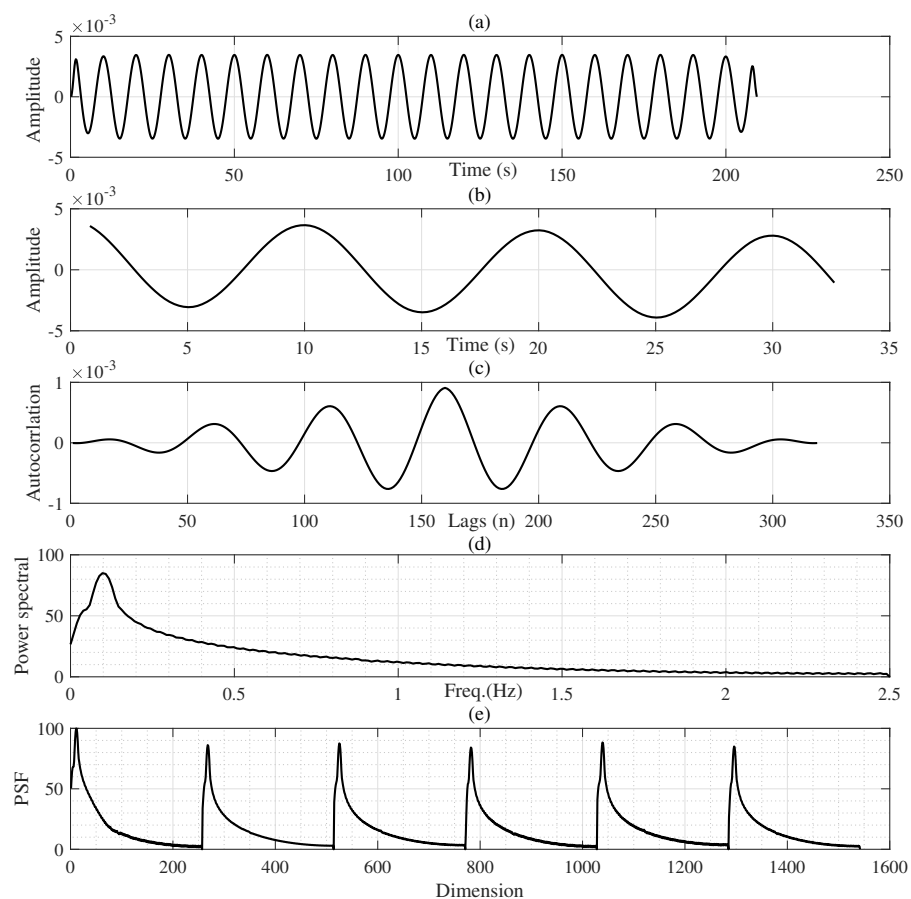 (a)
×10⁻³
5
0
-5
Amplitude
0 50 100 150 200 250
Time (s)
(b)
×10⁻³
5
0
-5
Amplitude
0 5 10 15 20 25 30 35
Time (s)
(c)
×10⁻³
1
0
-1
Autocorrlation
0 50 100 150 200 250 300 350
Lags (n)
(d)
100
50
0
Power spectral
0 0.5 1 1.5 2 2.5
Freq.(Hz)
(e)
100
50
0
PSF
0 200 400 600 800 1000 1200 1400 1600
Dimension